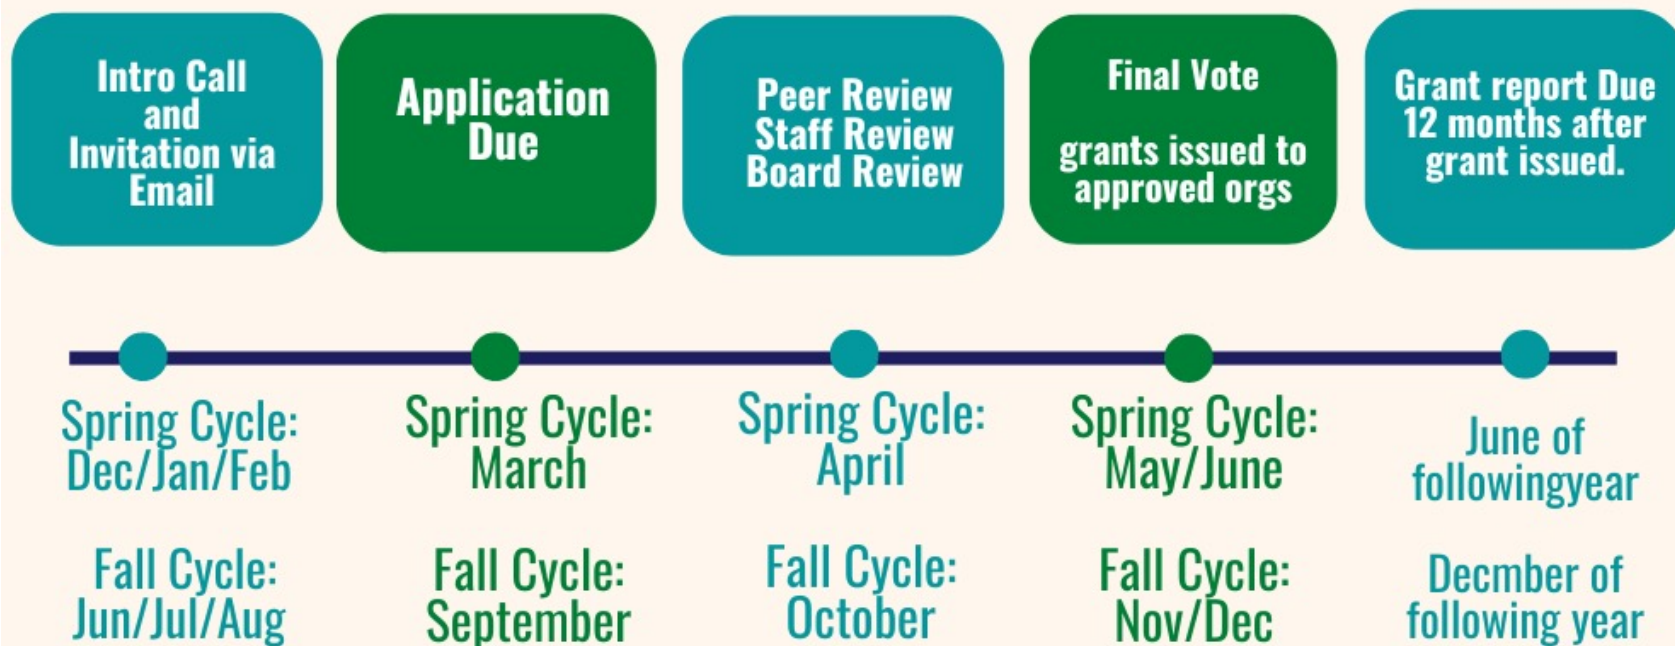 Intro Call
and
Invitation via
Email
Application
Due
Peer Review
Staff Review
Board Review
Final Vote
grants issued to
approved orgs
Grant report Due
12 months after
grant issued.
Spring Cycle:
Dec/Jan/Feb
Spring Cycle:
March
Spring Cycle:
April
Spring Cycle:
May/June
June of
followingyear
Fall Cycle:
Jun/Jul/Aug
Fall Cycle:
September
Fall Cycle:
October
Fall Cycle:
Nov/Dec
Decmber of
following year